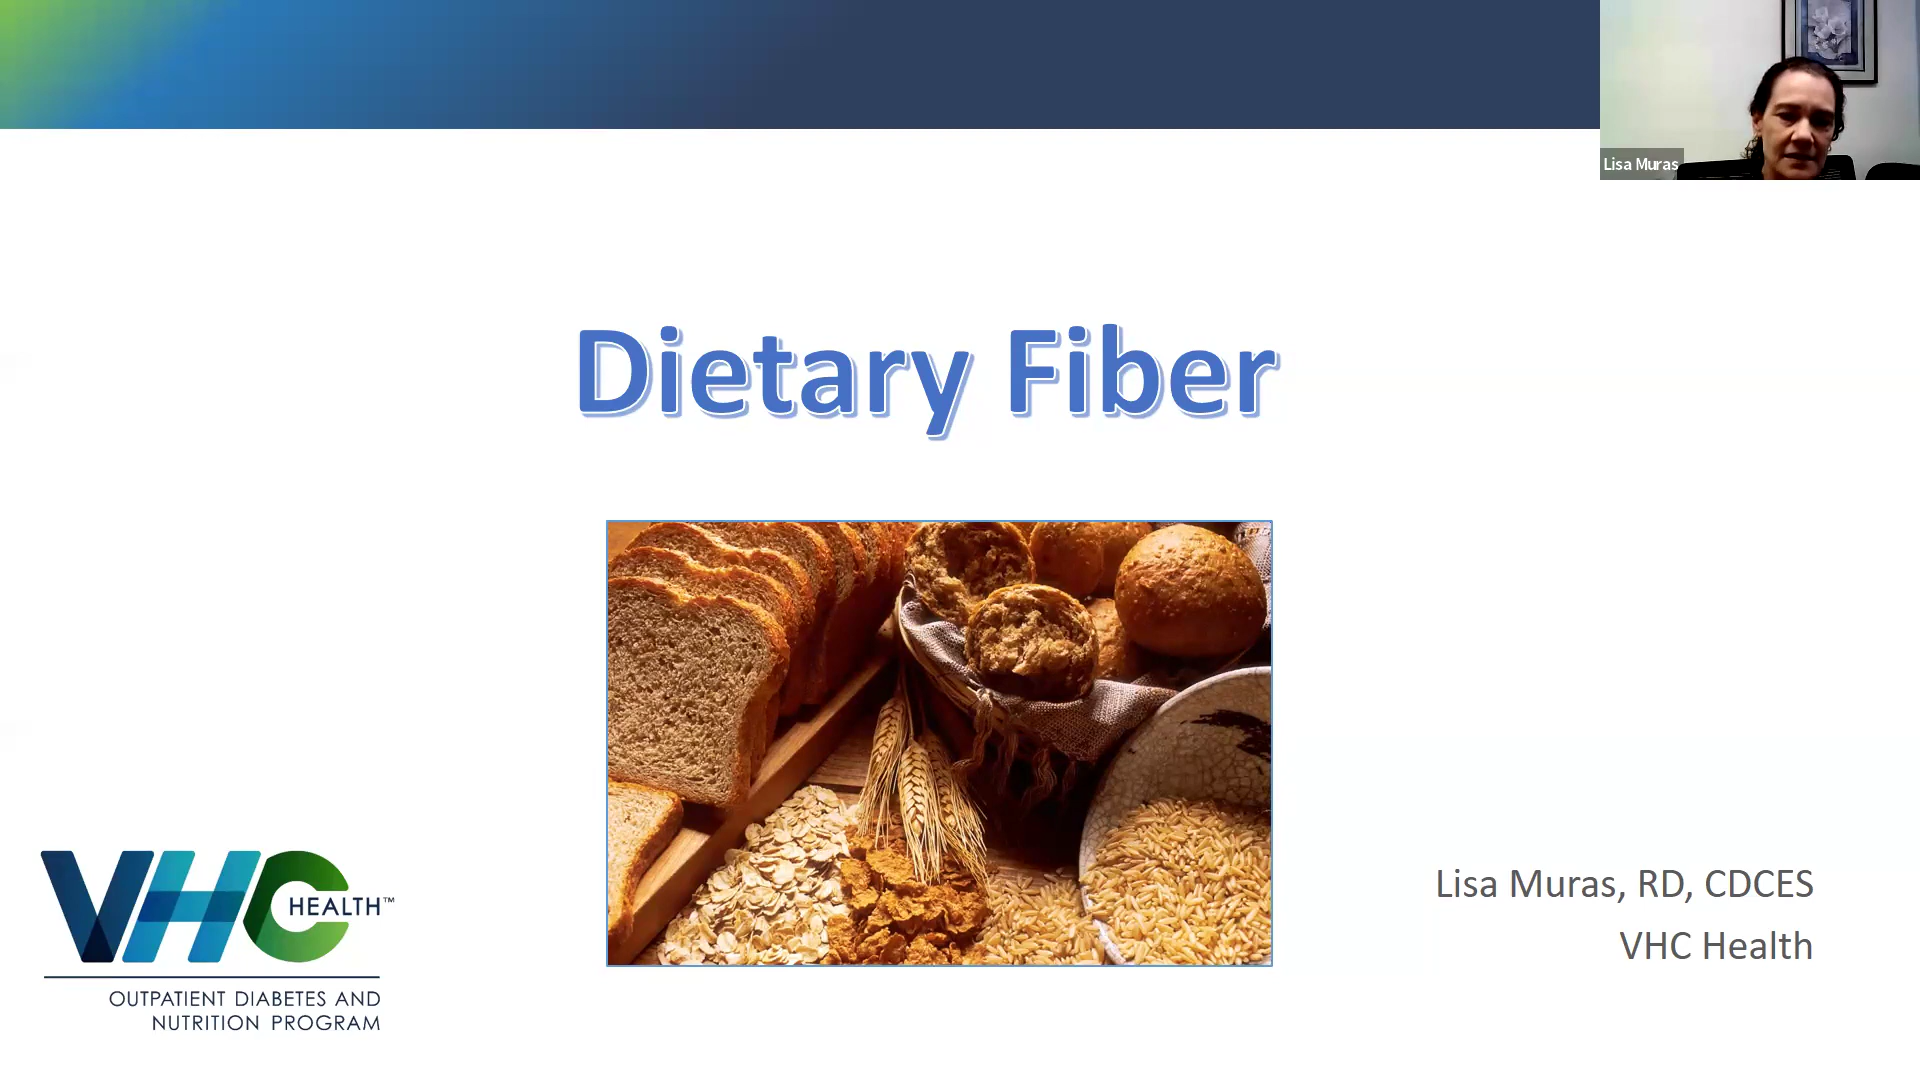 Lisa Muras
Dietary Fiber
VHC HEALTH™
OUTPATIENT DIABETES AND
NUTRITION PROGRAM
Lisa Muras, RD, CDCES
VHC Health